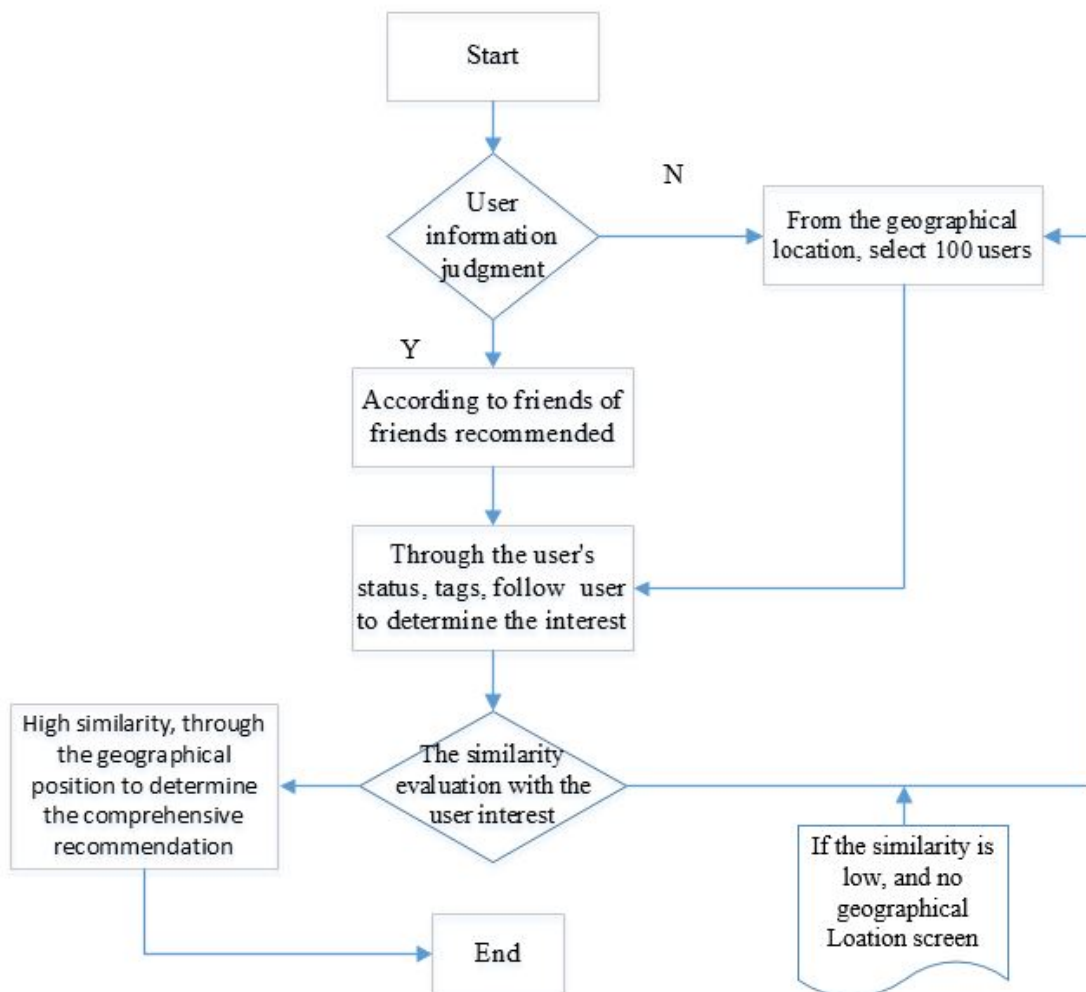 Start
N
User
information
judgment
From the geographical
location, select 100 users
Y
According to friends of
friends recommended
Through the user's
status, tags, follow user
to determine the interest
High similarity, through
the geographical
position to determine
the comprehensive
recommendation
The similarity
evaluation with the
user interest
If the similarity is
low, and no
geographical
Loation screen
End